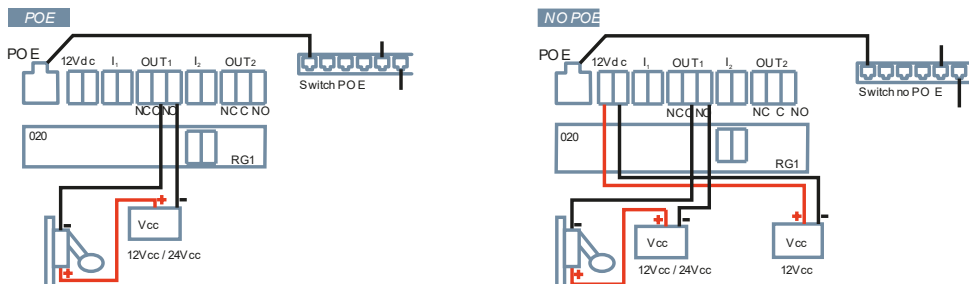 POE
POE
12Vdc I1 OUT1 I2 OUT2
Switch POE
NC C NO NC C NO
020
RG1
+ -
Vcc
-
12Vcc / 24Vcc
+
NO POE
POE
12Vdc I1 OUT1 I2 OUT2
Switch no POE
NC C NO NC C NO
020
RG1
+ -
+ -
Vcc
Vcc
-
12Vcc / 24Vcc
12Vcc
+